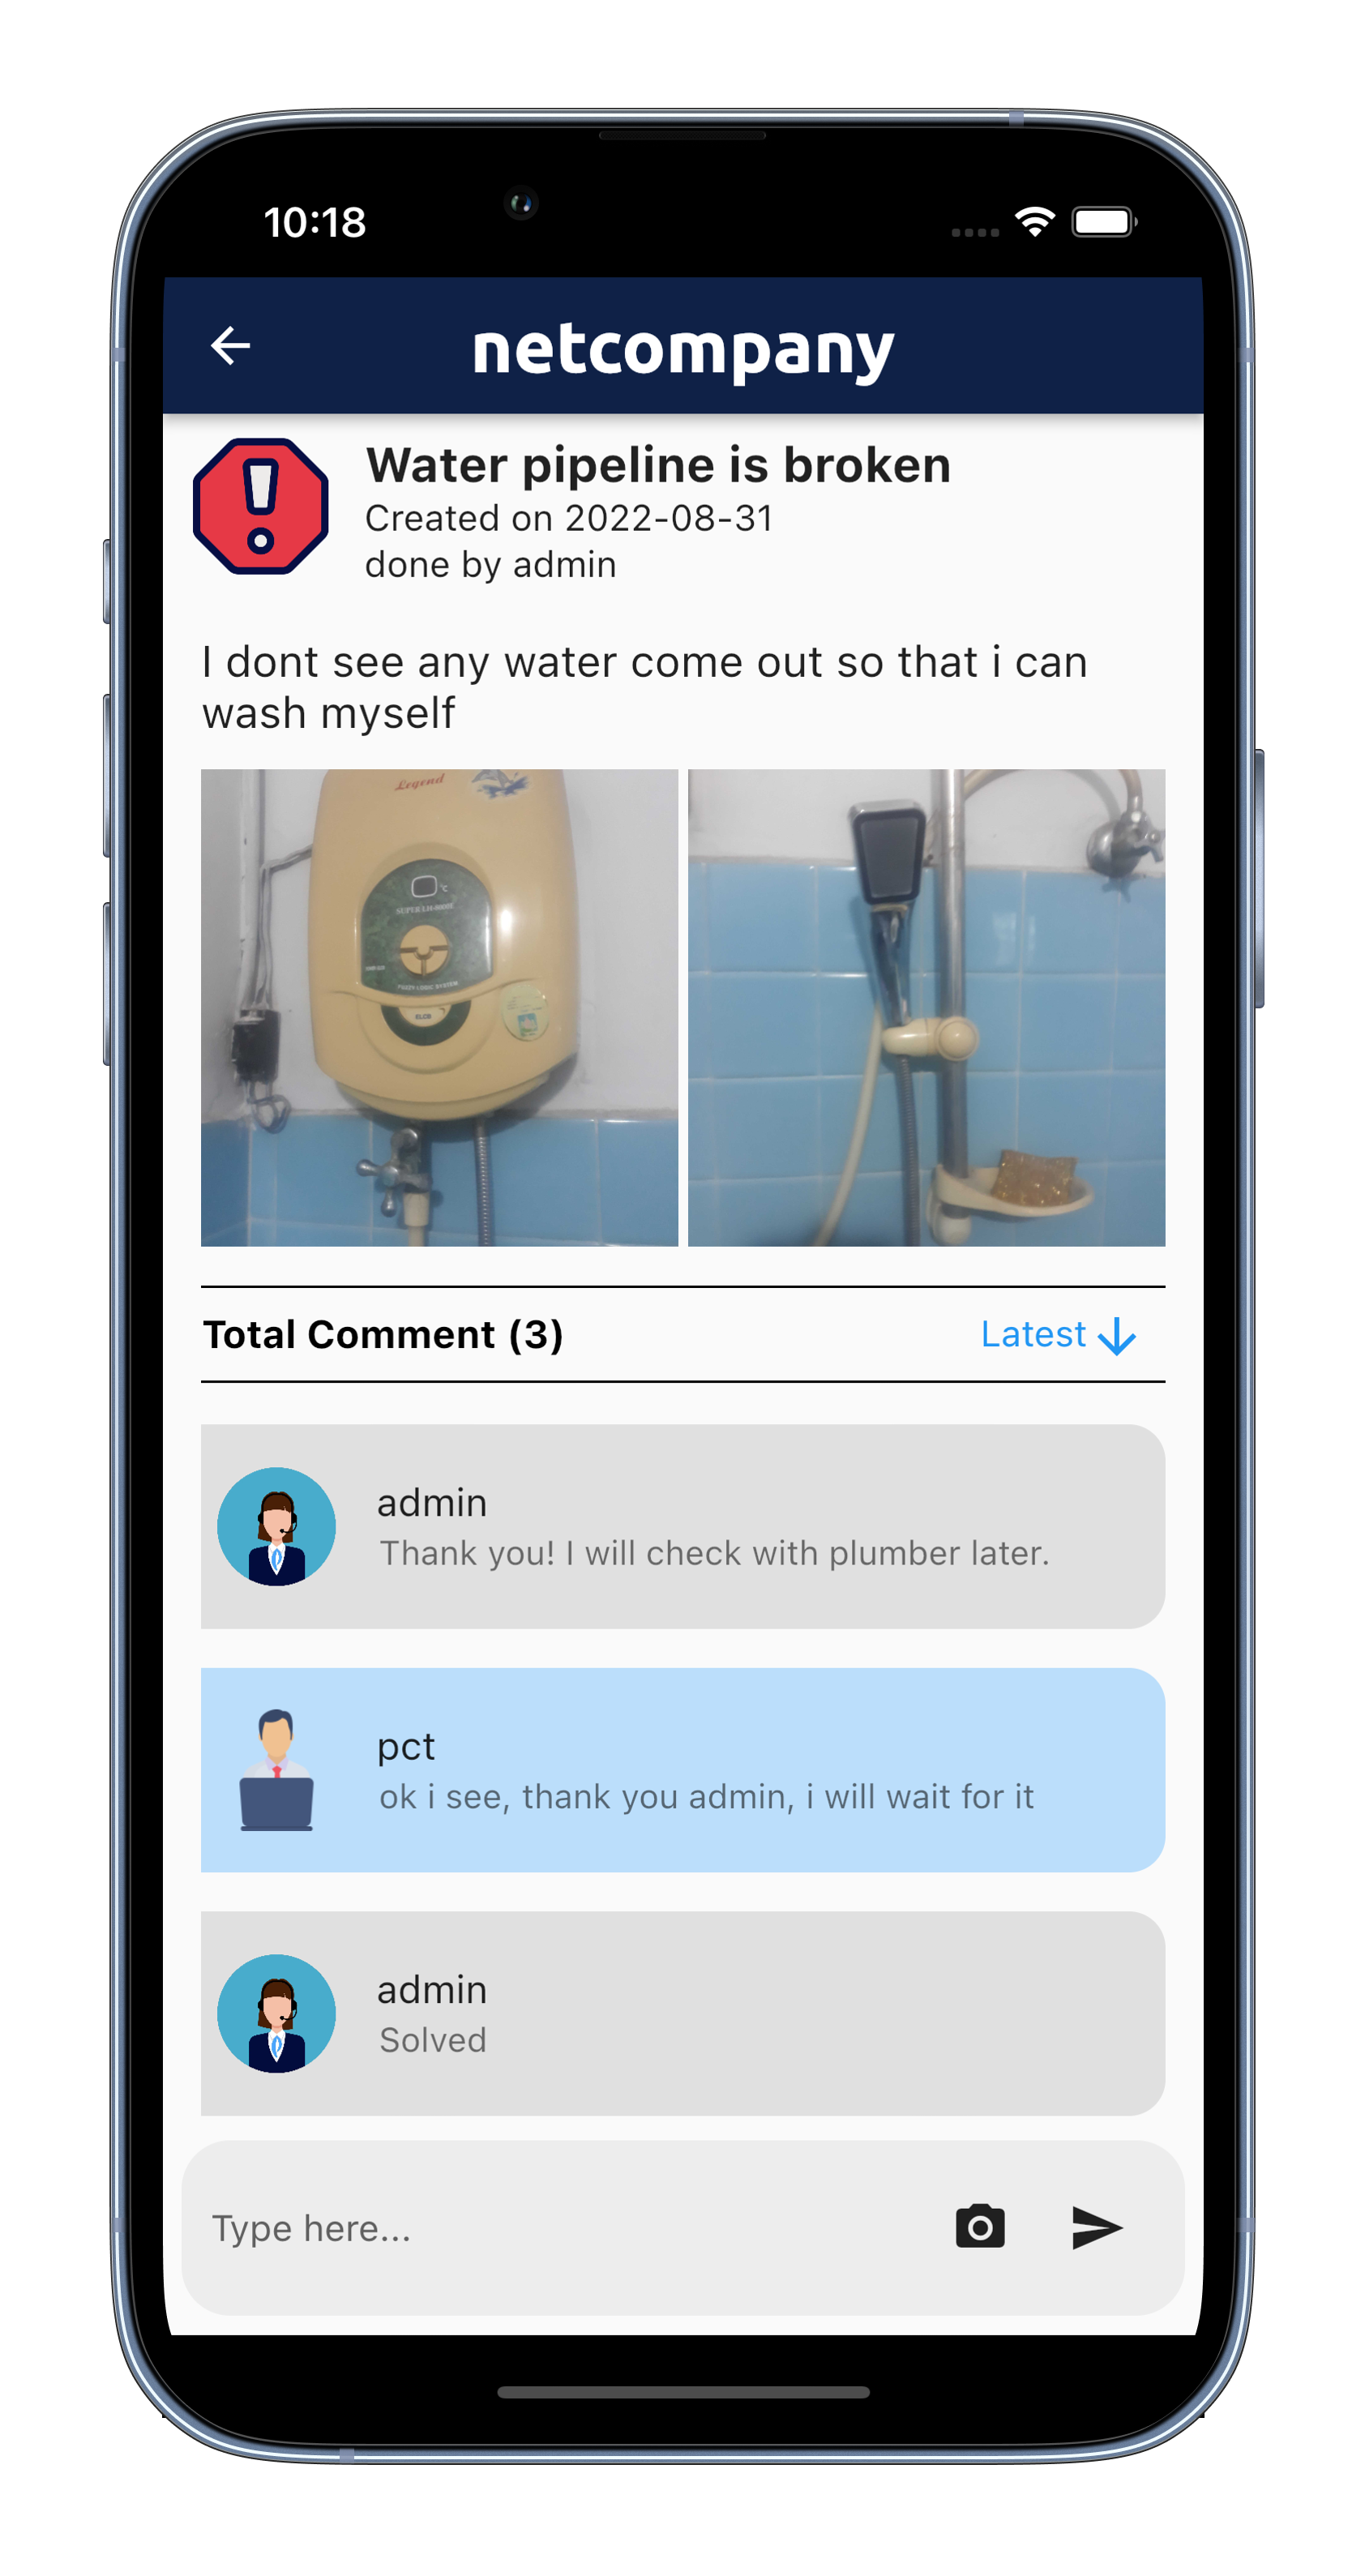 10:18
netcompany
Water pipeline is broken
Created on 2022-08-31
done by admin
I dont see any water come out so that i can
wash myself
Legend
°C
ELCB
Total Comment (3)
Latest
admin
Thank you! I will check with plumber later.
pct
ok i see, thank you admin, i will wait for it
admin
Solved
Type here...